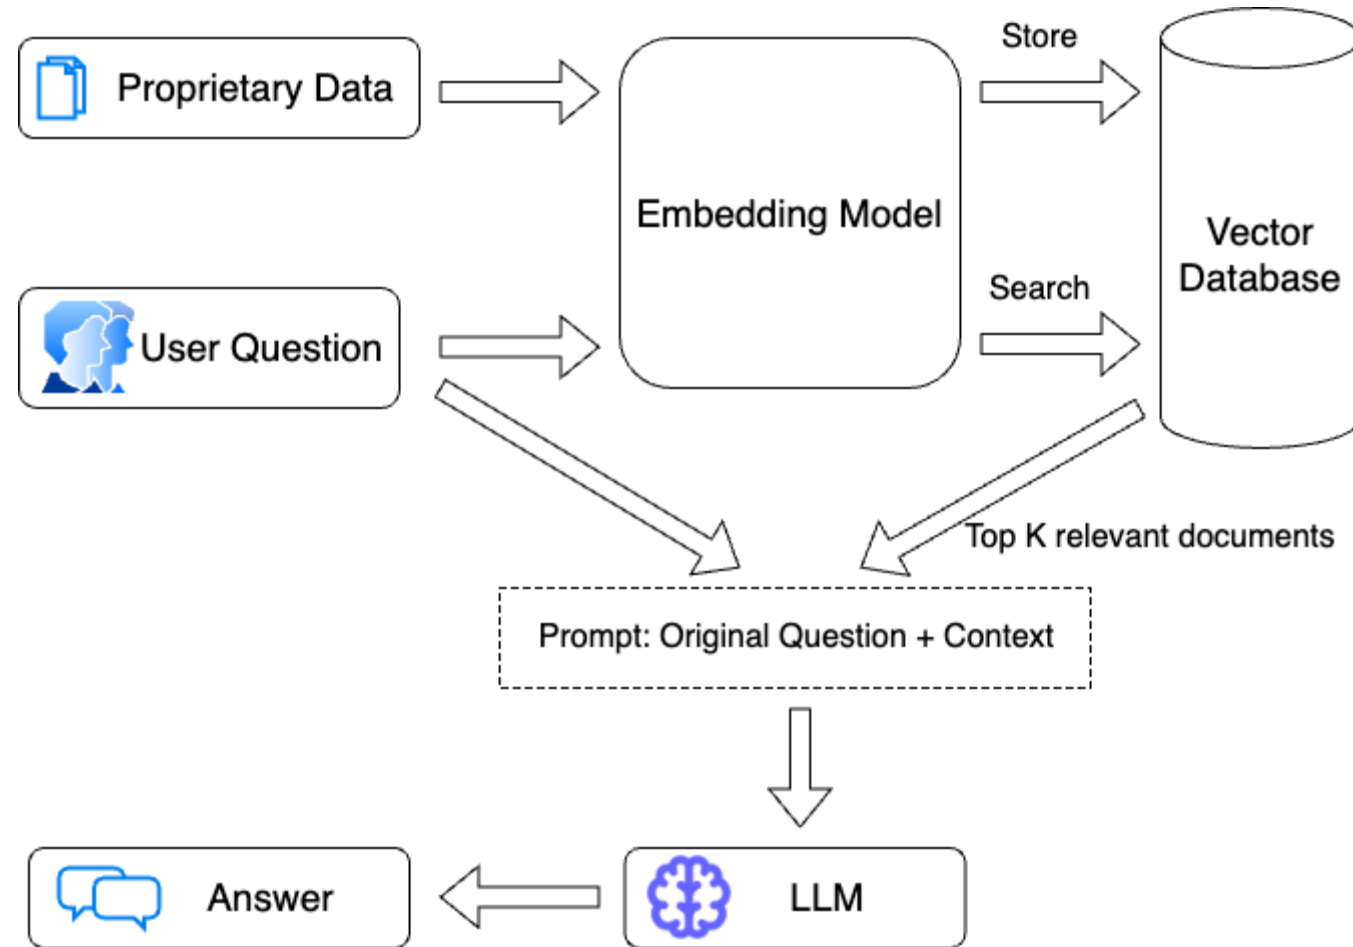 Proprietary Data
Store
Embedding Model
Vector
Database
User Question
Search
Top K relevant documents
Prompt: Original Question + Context
Answer
LLM